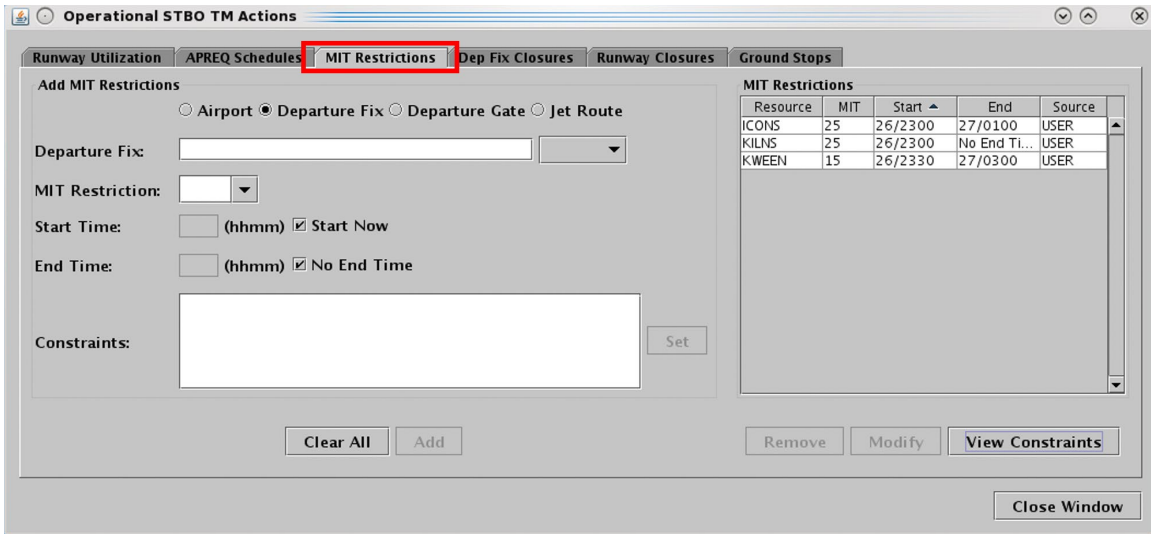 Operational STBO TM Actions
Runway Utilization APREQ Schedules MIT Restrictions Dep Fix Closures Runway Closures Ground Stops
Add MIT Restrictions
Airport Departure Fix Departure Gate Jet Route
Departure Fix:
MIT Restriction:
Start Time: (hhmm) Start Now
End Time: (hhmm) No End Time
Constraints: Set
Clear All Add
MIT Restrictions
Resource MIT Start End Source
ICONS 25 26/2300 27/0100 USER
KILNS 25 26/2300 No End Ti... USER
KWEEN 15 26/2330 27/0300 USER
Remove Modify View Constraints
Close Window